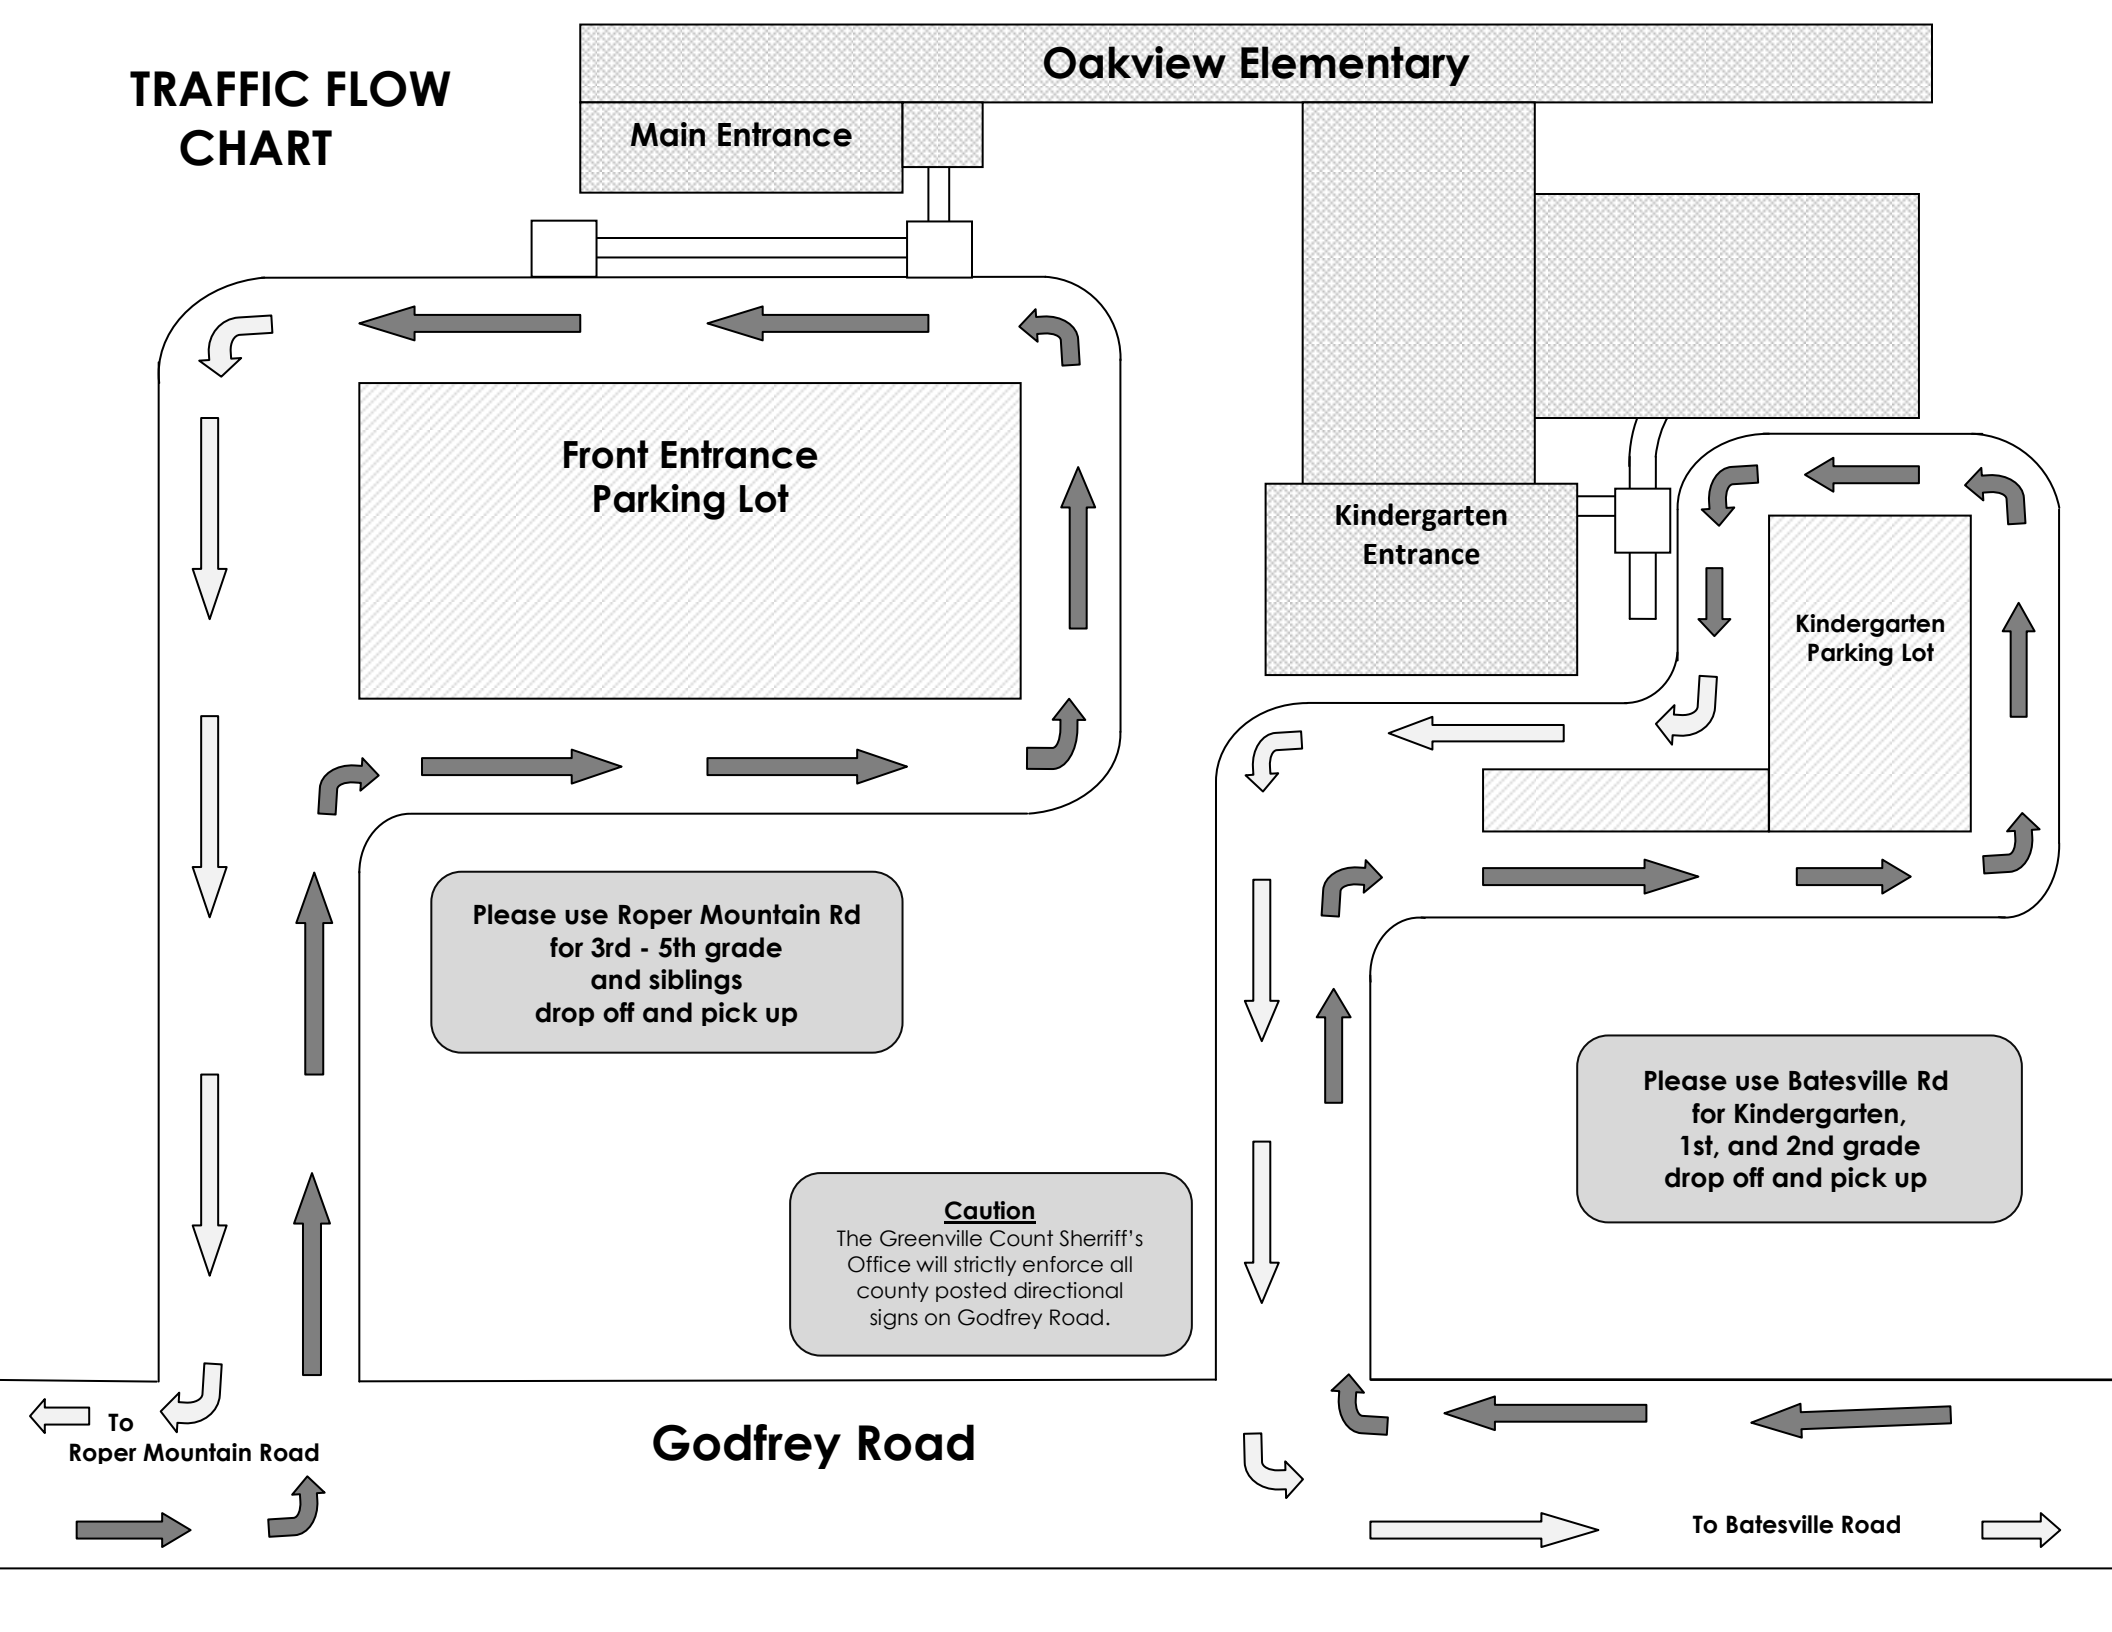 Oakview Elementary
TRAFFIC FLOW
CHART
Main Entrance
Front Entrance
Parking Lot
Kindergarten
Entrance
Kindergarten
Parking Lot
Please use Roper Mountain Rd
for 3rd - 5th grade
and siblings
drop off and pick up
Please use Batesville Rd
for Kindergarten,
1st, and 2nd grade
drop off and pick up
Caution
The Greenville Count Sherriff’s
Office will strictly enforce all
county posted directional
signs on Godfrey Road.
To
Roper Mountain Road
Godfrey Road
To Batesville Road